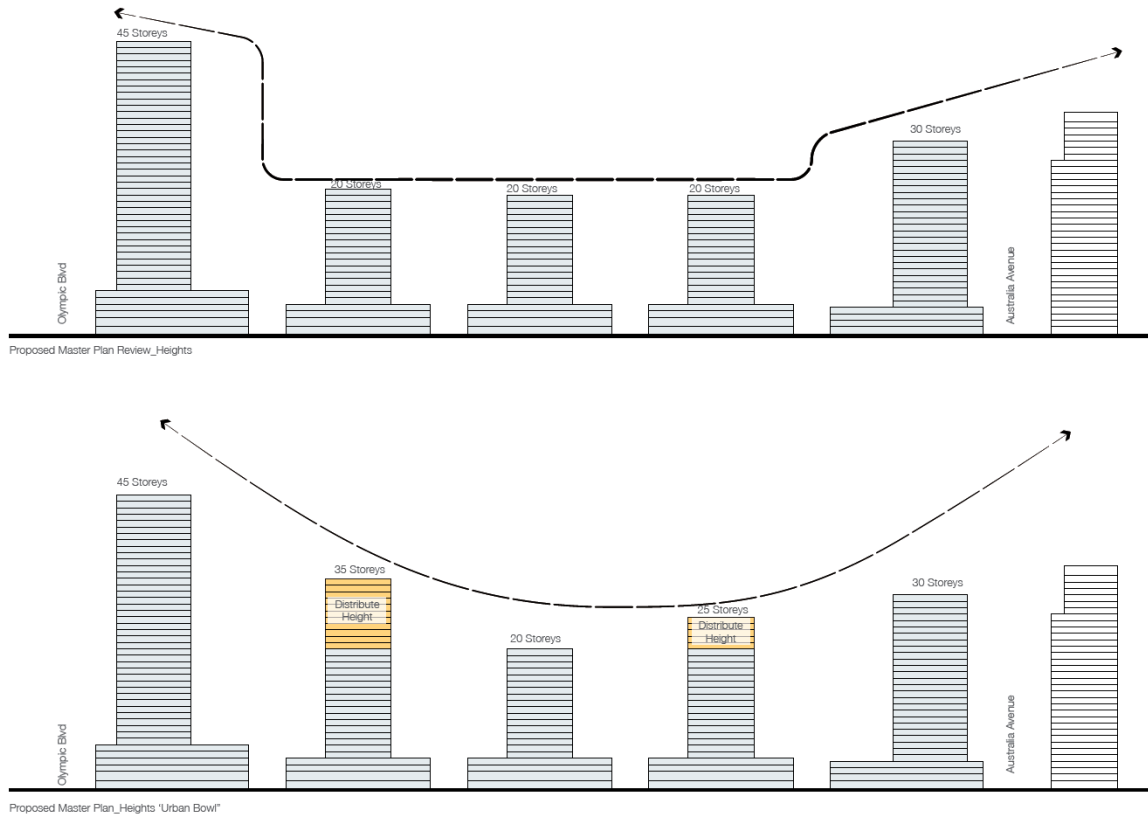 45 Storeys
20 Storeys
20 Storeys
20 Storeys
30 Storeys
Olympic Blvd
Australia Avenue
Proposed Master Plan Review_Heights
45 Storeys
35 Storeys
Distribute
Height
20 Storeys
25 Storeys
Distribute
Height
30 Storeys
Olympic Blvd
Australia Avenue
Proposed Master Plan_Heights 'Urban Bowl"